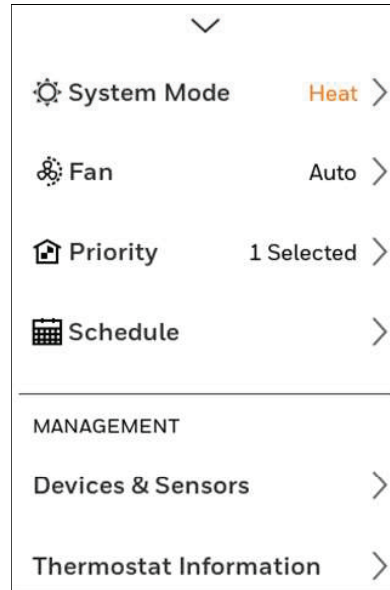 System Mode Heat
Fan Auto
Priority 1 Selected
Schedule
MANAGEMENT
Devices & Sensors
Thermostat Information